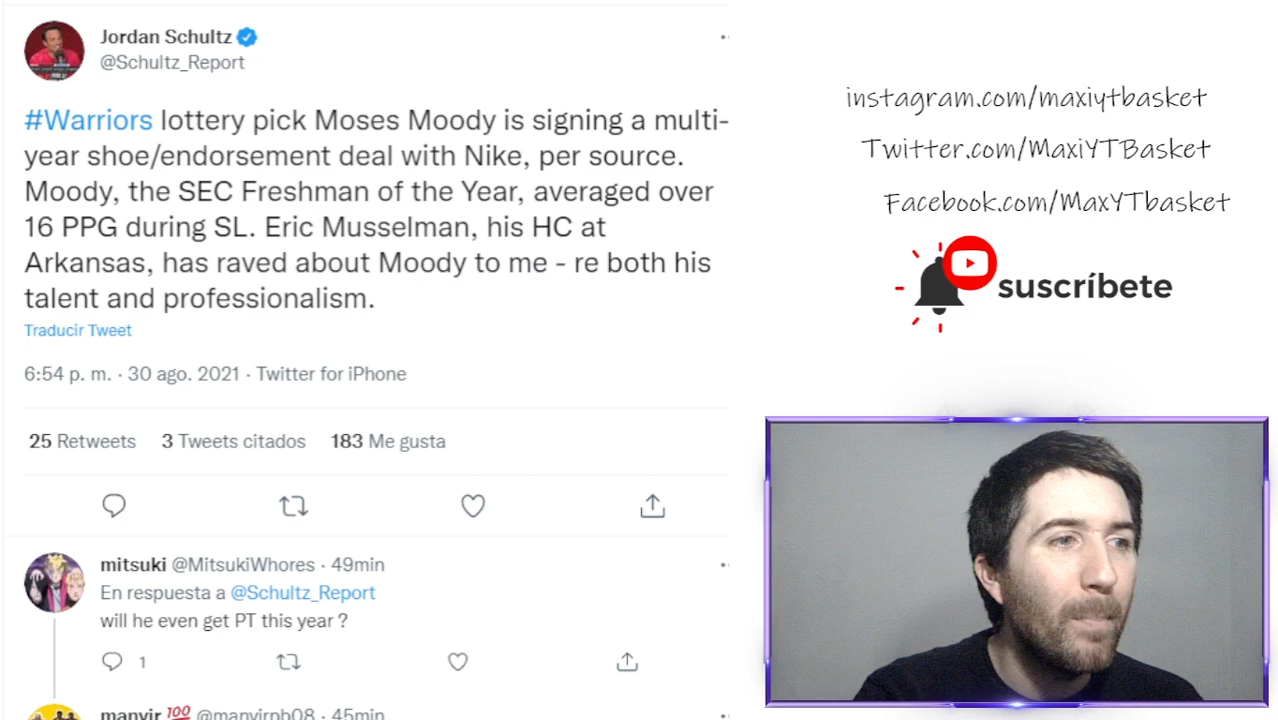 Jordan Schultz
@Schultz_Report
#Warriors lottery pick Moses Moody is signing a multi-
year shoe/endorsement deal with Nike, per source.
Moody, the SEC Freshman of the Year, averaged over
16 PPG during SL. Eric Musselman, his HC at
Arkansas, has raved about Moody to me - re both his
talent and professionalism.
Traducir Tweet
6:54 p. m. · 30 ago. 2021 · Twitter for iPhone
25 Retweets 3 Tweets citados 183 Me gusta
mitsuki @MitsukiWhores · 49min
En respuesta a @Schultz_Report
will he even get PT this year ?
1
manvir 💯 @manvirpb08 · 45min
instagram.com/maxiytbasket
Twitter.com/MaxiYTBasket
Facebook.com/MaxYTbasket
suscríbete